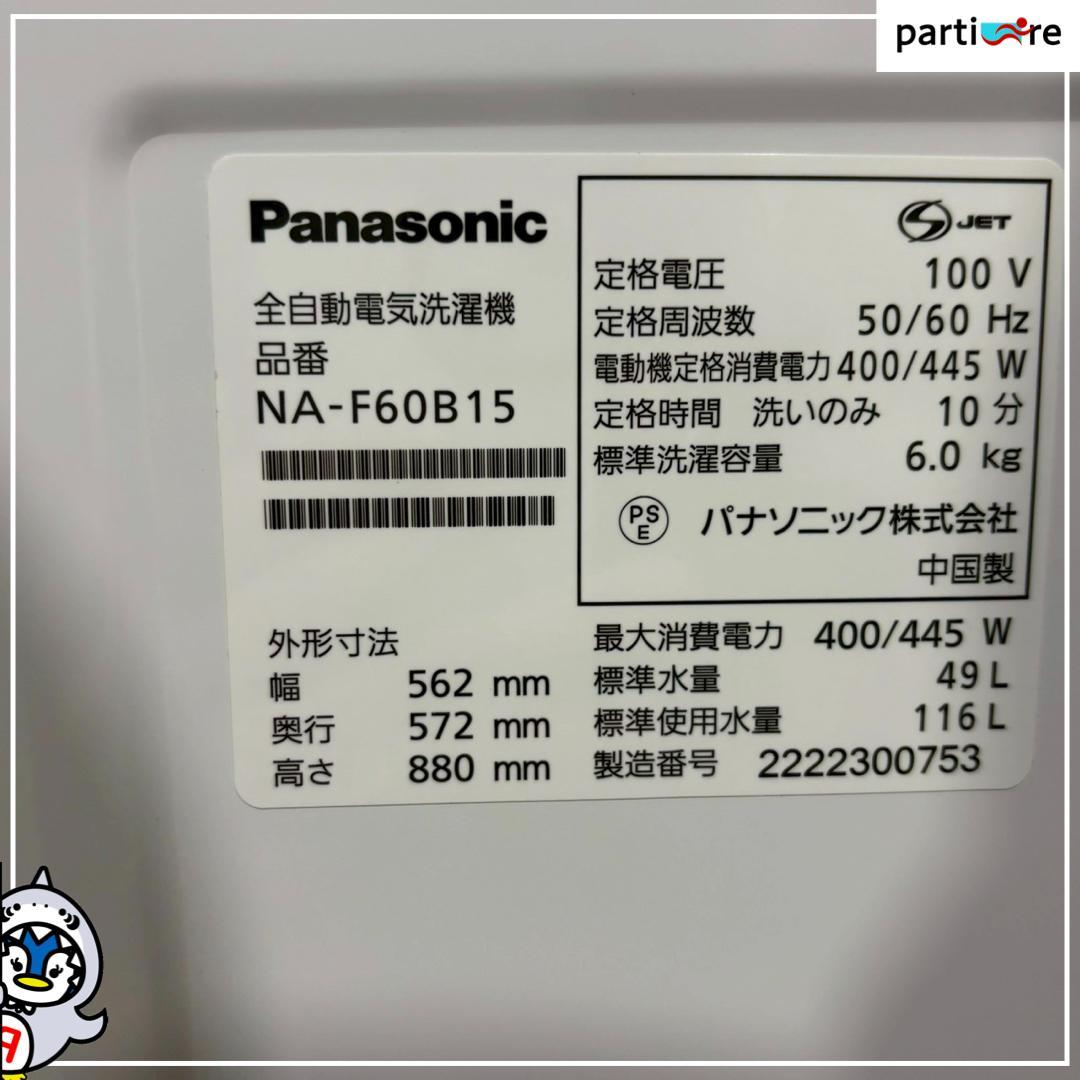 partiore
Panasonic
全自動電気洗濯機
品番
NA-F60B15
外形寸法
幅 562 mm
奥行 572 mm
高さ 880 mm
JET
定格電圧 100 V
定格周波数 50/60 Hz
電動機定格消費電力 400/445 W
定格時間 洗いのみ 10 分
標準洗濯容量 6.0 kg
PS
E
パナソニック株式会社
中国製
最大消費電力 400/445 W
標準水量 49 L
標準使用水量 116 L
製造番号 2222300753